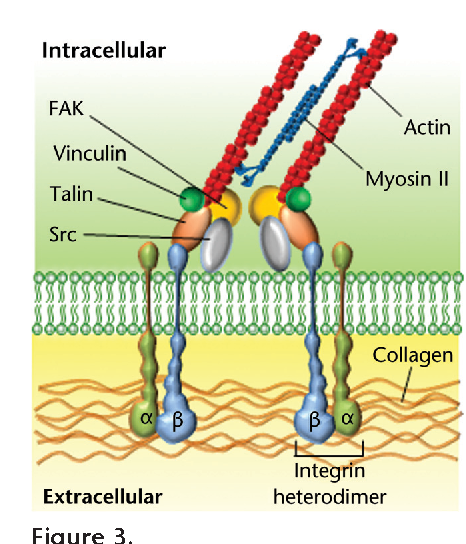 Intracellular
FAK
Vinculin
Talin
Src
Actin
Myosin II
Collagen
α
β
β
α
Integrin
heterodimer
Extracellular
Figure 3.